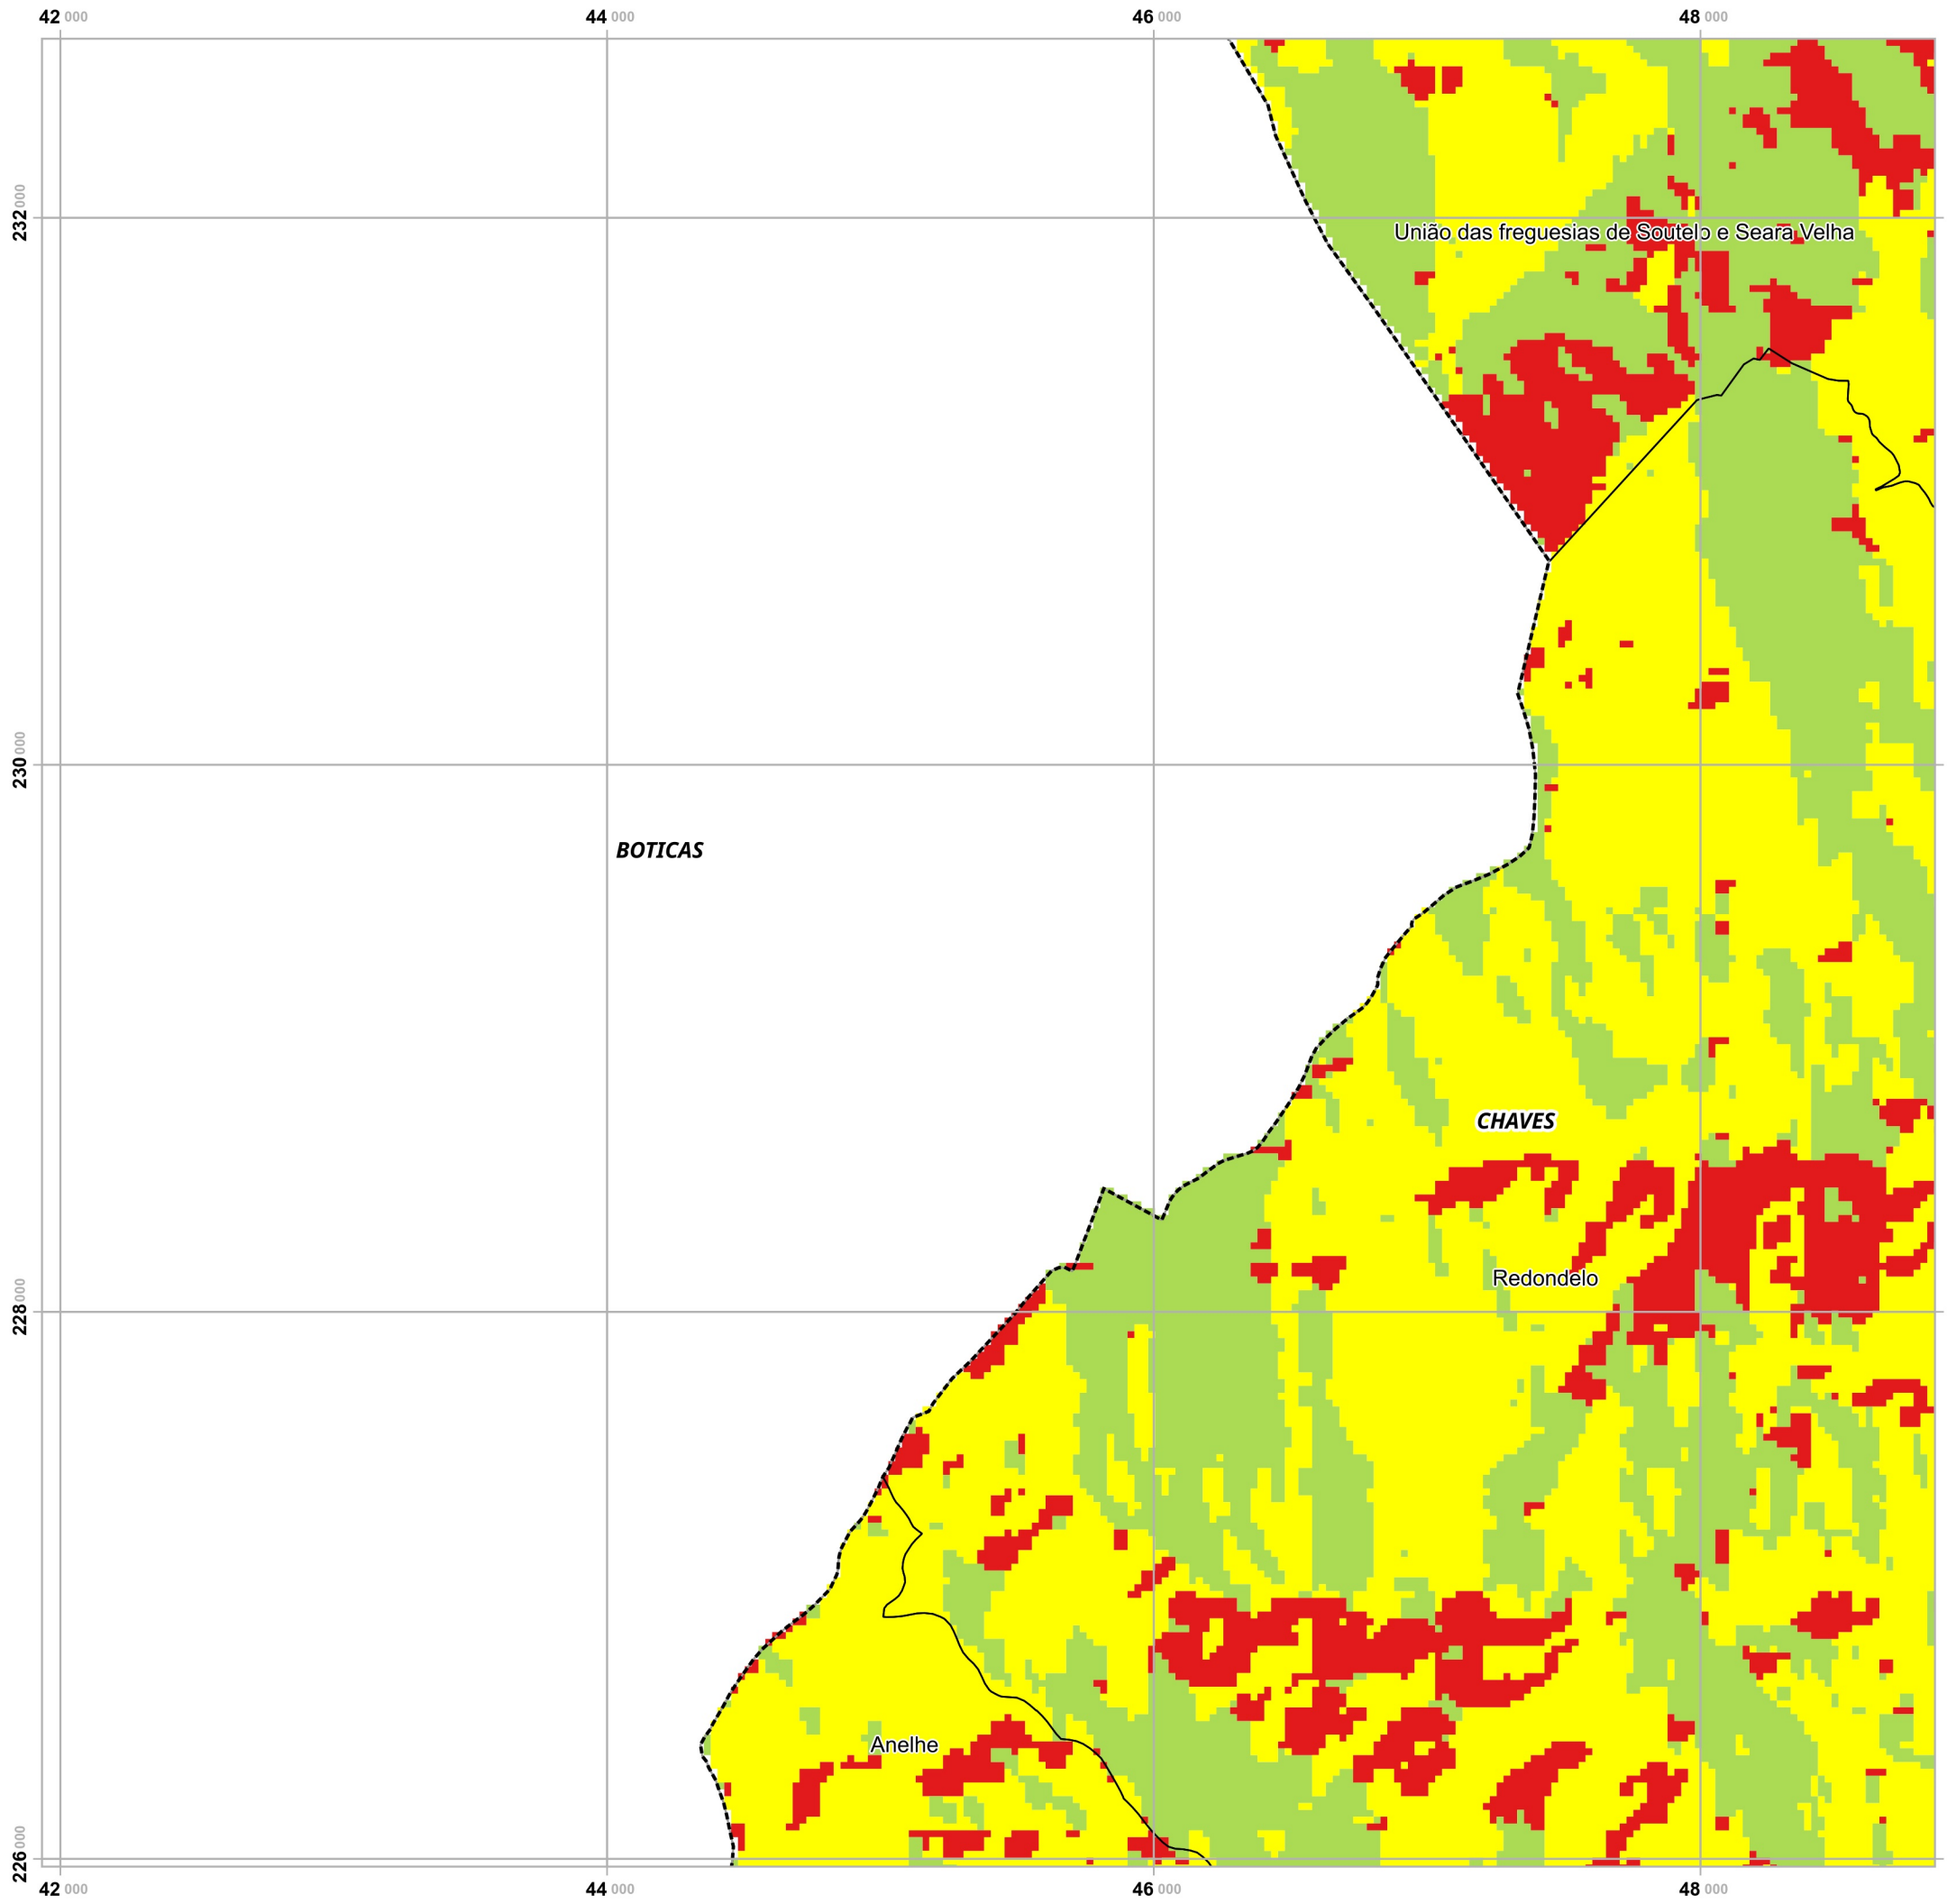 42 000 44 000 46 000 48 000
232 000
União das freguesias de Soutelo e Seara Velha
230 000
BOTICAS
CHAVES
Redondelo
228 000
Anelhe
226 000
42 000 44 000 46 000 48 000